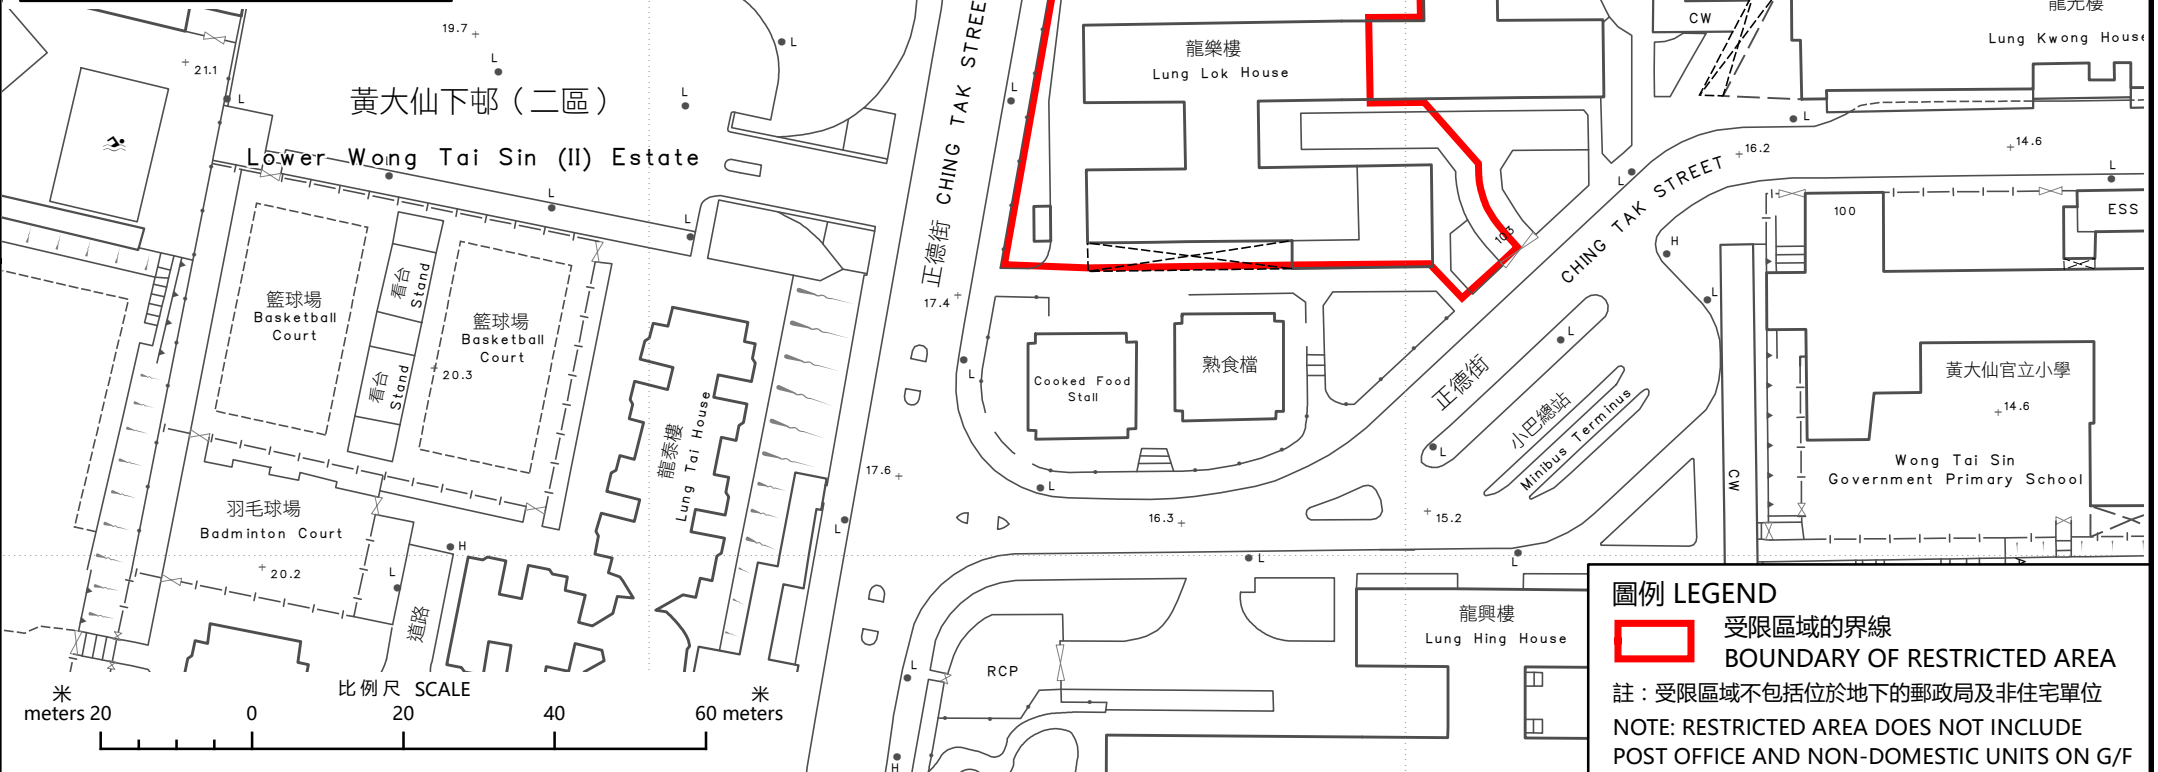 19.7
21.1
L
L
L
L
黃大仙下邨（二區）
Lower Wong Tai Sin (II) Estate
L
L
L
籃球場
Basketball
Court
看台
Stand
看台
Stand
籃球場
Basketball
Court
20.3
羽毛球場
Badminton Court
20.2
H
L
道路
龍泰樓
Lung Tai House
正德街 CHING TAK STREE
17.4
17.6
L
L
龍樂樓
Lung Lok House
CW
龍光樓
Lung Kwong House
L
16.2
14.6
L
L
103
CHING TAK STREET
H
L
100
ESS
Cooked Food
Stall
熟食檔
L
L
正德街
L
L
小巴總站
Minibus Terminus
16.3
15.2
CW
黃大仙官立小學
14.6
Wong Tai Sin
Government Primary School
L
L
L
H
RCP
龍興樓
Lung Hing House
比例尺 SCALE
米
meters 20
0
20
40
米
60 meters
圖例 LEGEND
受限區域的界線
BOUNDARY OF RESTRICTED AREA
註：受限區域不包括位於地下的郵政局及非住宅單位
NOTE: RESTRICTED AREA DOES NOT INCLUDE
POST OFFICE AND NON-DOMESTIC UNITS ON G/F